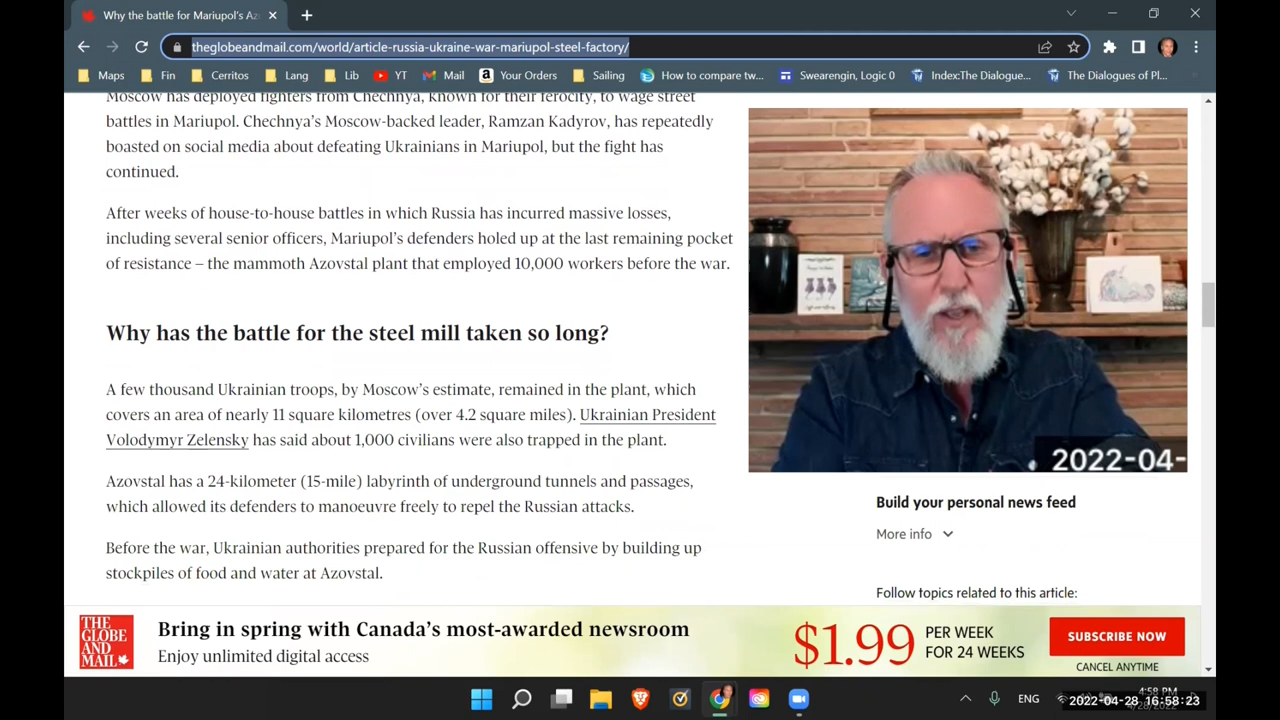 Why the battle for Mariupol's Az
theglobeandmail.com/world/article-russia-ukraine-war-mariupol-steel-factory/
Maps
Fin
Cerritos
Lang
Lib
YT
Mail
Your Orders
Sailing
How to compare tw...
Swearengin, Logic 0
Index:The Dialogue...
The Dialogues of Pl...
Moscow has deployed fighters from Chechnya, known for their ferocity, to wage street
battles in Mariupol. Chechnya's Moscow-backed leader, Ramzan Kadyrov, has repeatedly
boasted on social media about defeating Ukrainians in Mariupol, but the fight has
continued.
After weeks of house-to-house battles in which Russia has incurred massive losses,
including several senior officers, Mariupol's defenders holed up at the last remaining pocket
of resistance – the mammoth Azovstal plant that employed 10,000 workers before the war.
Why has the battle for the steel mill taken so long?
A few thousand Ukrainian troops, by Moscow's estimate, remained in the plant, which
covers an area of nearly 11 square kilometres (over 4.2 square miles). Ukrainian President
Volodymyr Zelensky has said about 1,000 civilians were also trapped in the plant.
Azovstal has a 24-kilometer (15-mile) labyrinth of underground tunnels and passages,
which allowed its defenders to manoeuvre freely to repel the Russian attacks.
Before the war, Ukrainian authorities prepared for the Russian offensive by building up
stockpiles of food and water at Azovstal.
2022-04-
Build your personal news feed
More info
Follow topics related to this article:
THE
GLOBE
AND
MAIL
Bring in spring with Canada's most-awarded newsroom
Enjoy unlimited digital access
$1.99
PER WEEK
FOR 24 WEEKS
SUBSCRIBE NOW
CANCEL ANYTIME
ENG
4:58 PM
2022-04-28 16:58:23